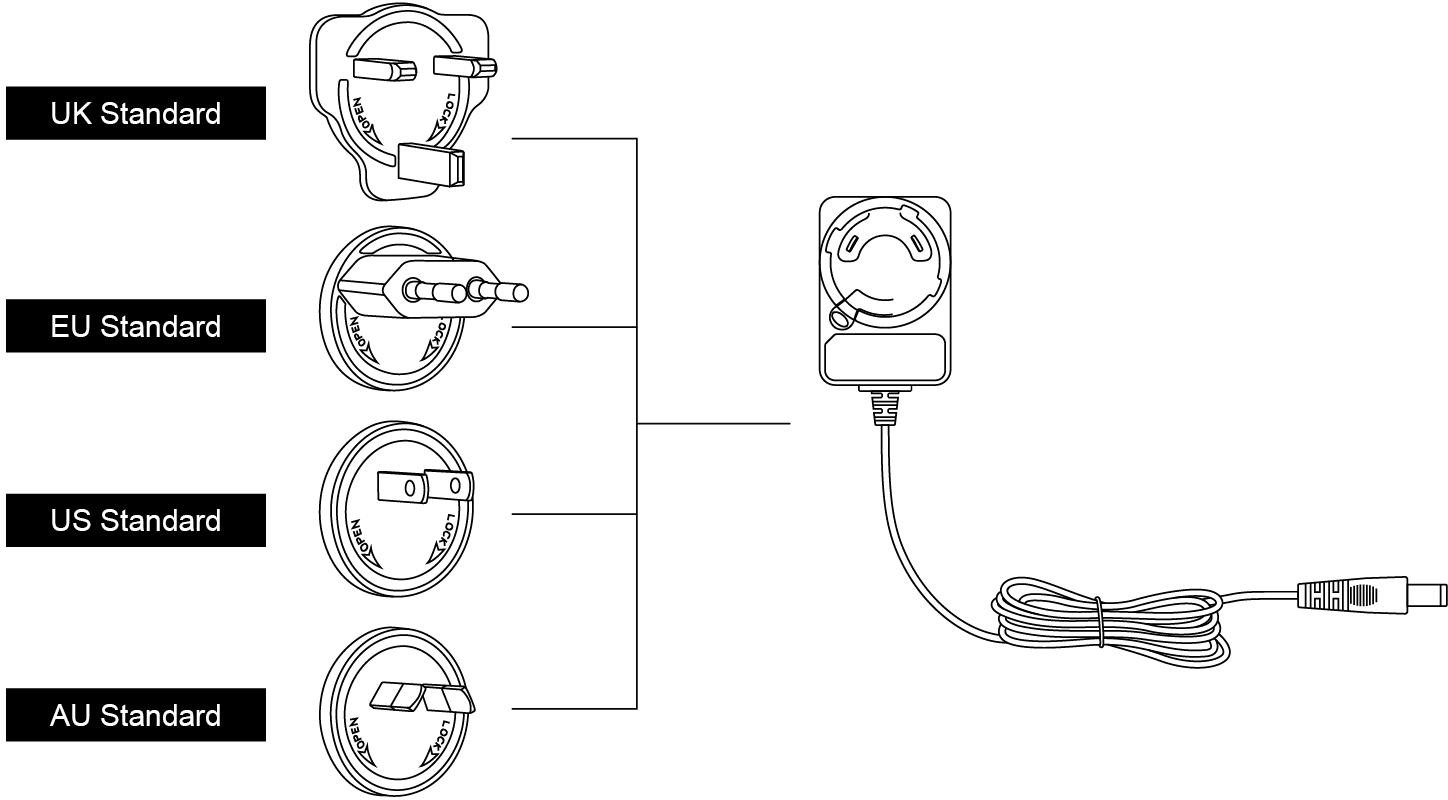 UK Standard
OPEN
LOCK
EU Standard
OPEN
LOCK
US Standard
OPEN
LOCK
AU Standard
OPEN
LOCK